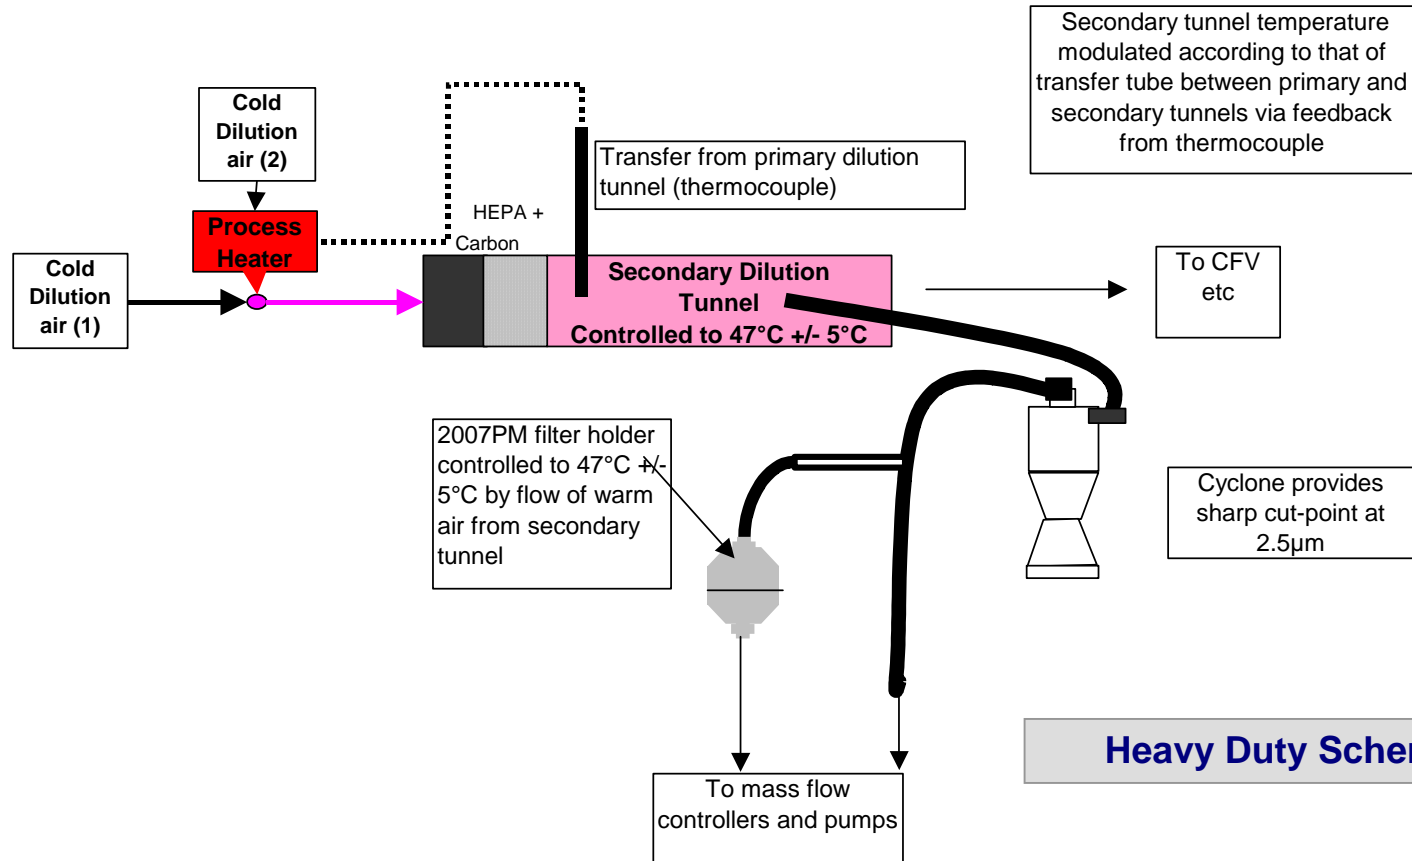 Secondary tunnel temperature
modulated according to that of
transfer tube between primary and
secondary tunnels via feedback
from thermocouple
Cold
Dilution
air (2)
Transfer from primary dilution
tunnel (thermocouple)
Process
Heater
HEPA +
Carbon
Cold
Dilution
air (1)
Secondary Dilution
Tunnel
Controlled to 47°C +/- 5°C
To CFV
etc
2007PM filter holder
controlled to 47°C +/-
5°C by flow of warm
air from secondary
tunnel
Cyclone provides
sharp cut-point at
2.5µm
Heavy Duty
To mass flow
controllers and pumps